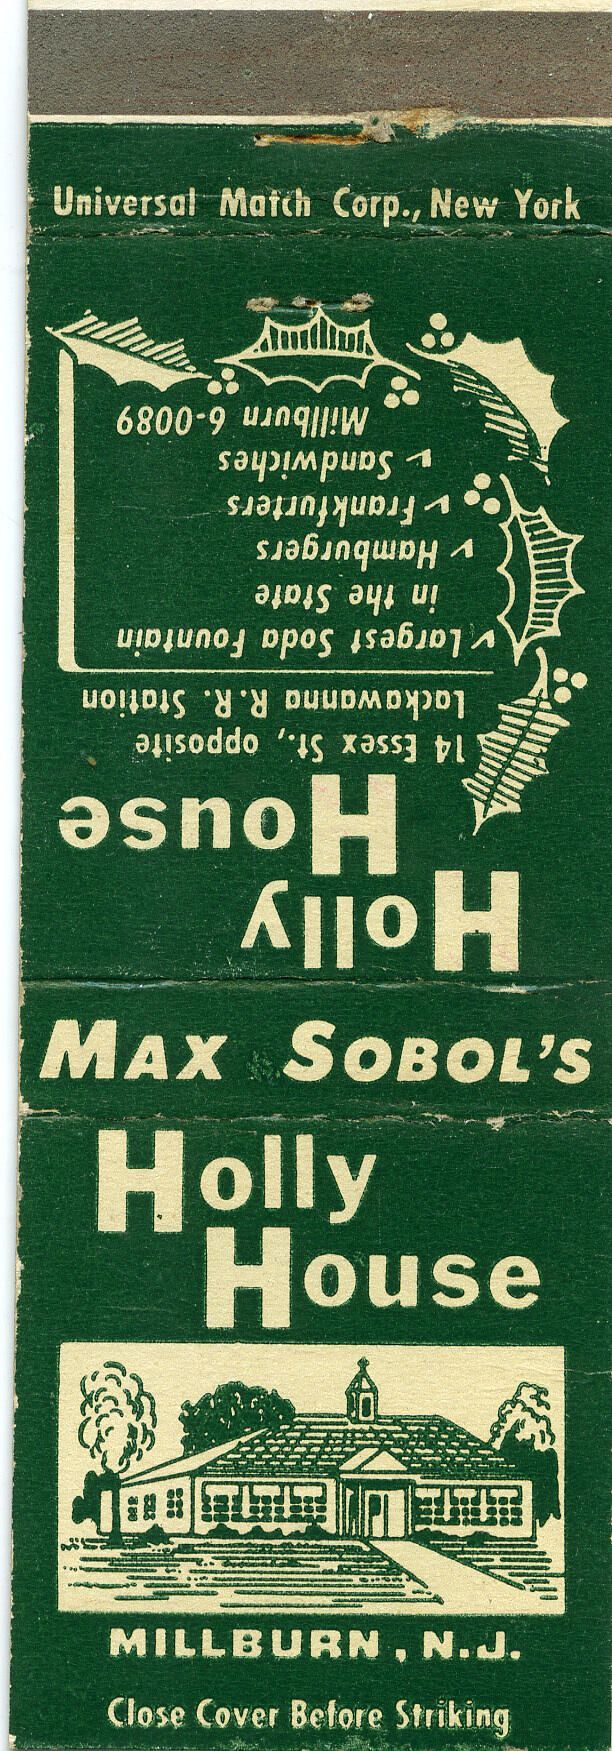 Universal Match Corp., New York
Holly
House
14 Essex St., opposite
Lackawanna R.R. Station
✓ Largest Soda Fountain
in the State
✓ Hamburgers
✓ Frankfurters
✓ Sandwiches
Millburn 6-0089
MAX SOBOL'S
Holly
House
MILLBURN, N.J.
Close Cover Before Striking